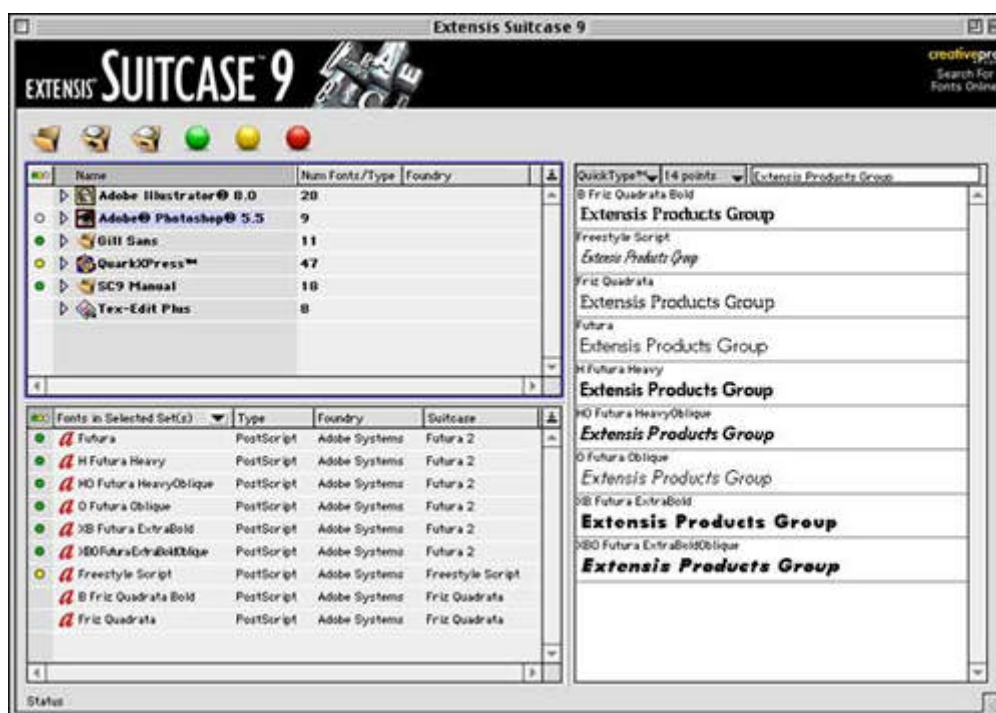 Extensis Suitcase 9
EXTENSIS™ SUITCASE™ 9
creativepro
Search For
Fonts Online
Name Num Fonts/Type Foundry
Adobe Illustrator® 8.0 20
Adobe® Photoshop® 5.5 9
Gill Sans 11
QuarkXPress™ 47
SC9 Manual 18
Tex-Edit Plus 8
Fonts in Selected Set(s) Type Foundry Suitcase
Futura PostScript Adobe Systems Futura 2
H Futura Heavy PostScript Adobe Systems Futura 2
HO Futura HeavyOblique PostScript Adobe Systems Futura 2
O Futura Oblique PostScript Adobe Systems Futura 2
XB Futura ExtraBold PostScript Adobe Systems Futura 2
XBO Futura ExtraBoldOblique PostScript Adobe Systems Futura 2
Freestyle Script PostScript Adobe Systems Freestyle Script
B Friz Quadrata Bold PostScript Adobe Systems Friz Quadrata
Friz Quadrata PostScript Adobe Systems Friz Quadrata
QuickType™ 14 points Extensis Products Group
B Friz Quadrata Bold
Extensis Products Group
Freestyle Script
Extensis Products Group
Friz Quadrata
Extensis Products Group
Futura
Extensis Products Group
H Futura Heavy
Extensis Products Group
HO Futura HeavyOblique
Extensis Products Group
O Futura Oblique
Extensis Products Group
XB Futura ExtraBold
Extensis Products Group
XBO Futura ExtraBoldOblique
Extensis Products Group
Status